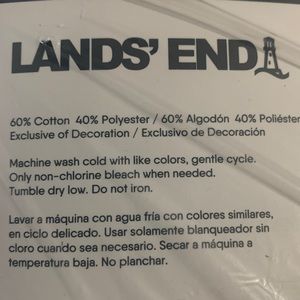 LANDS' END
60% Cotton 40% Polyester / 60% Algodón 40% Poliéster
Exclusive of Decoration / Exclusivo de Decoración
Machine wash cold with like colors, gentle cycle.
Only non-chlorine bleach when needed.
Tumble dry low. Do not iron.
Lavar a máquina con agua fría con colores similares,
en ciclo delicado. Usar solamente blanqueador sin
cloro cuando sea necesario. Secar a máquina a
temperatura baja. No planchar.